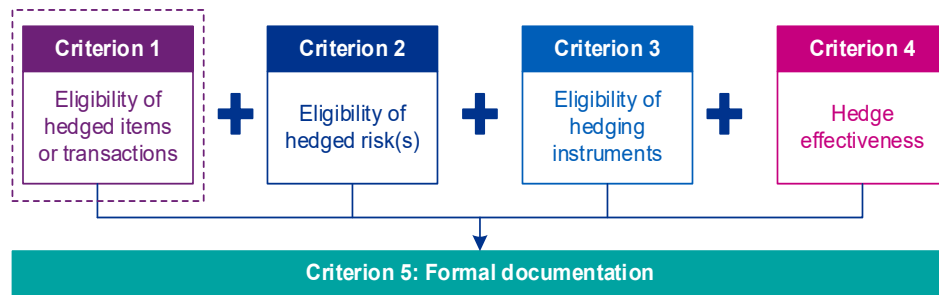 Criterion 1
Eligibility of
hedged items
or transactions
Criterion 2
Eligibility of
hedged risk(s)
Criterion 3
Eligibility of
hedging
instruments
Criterion 4
Hedge
effectiveness
Criterion 5: Formal documentation